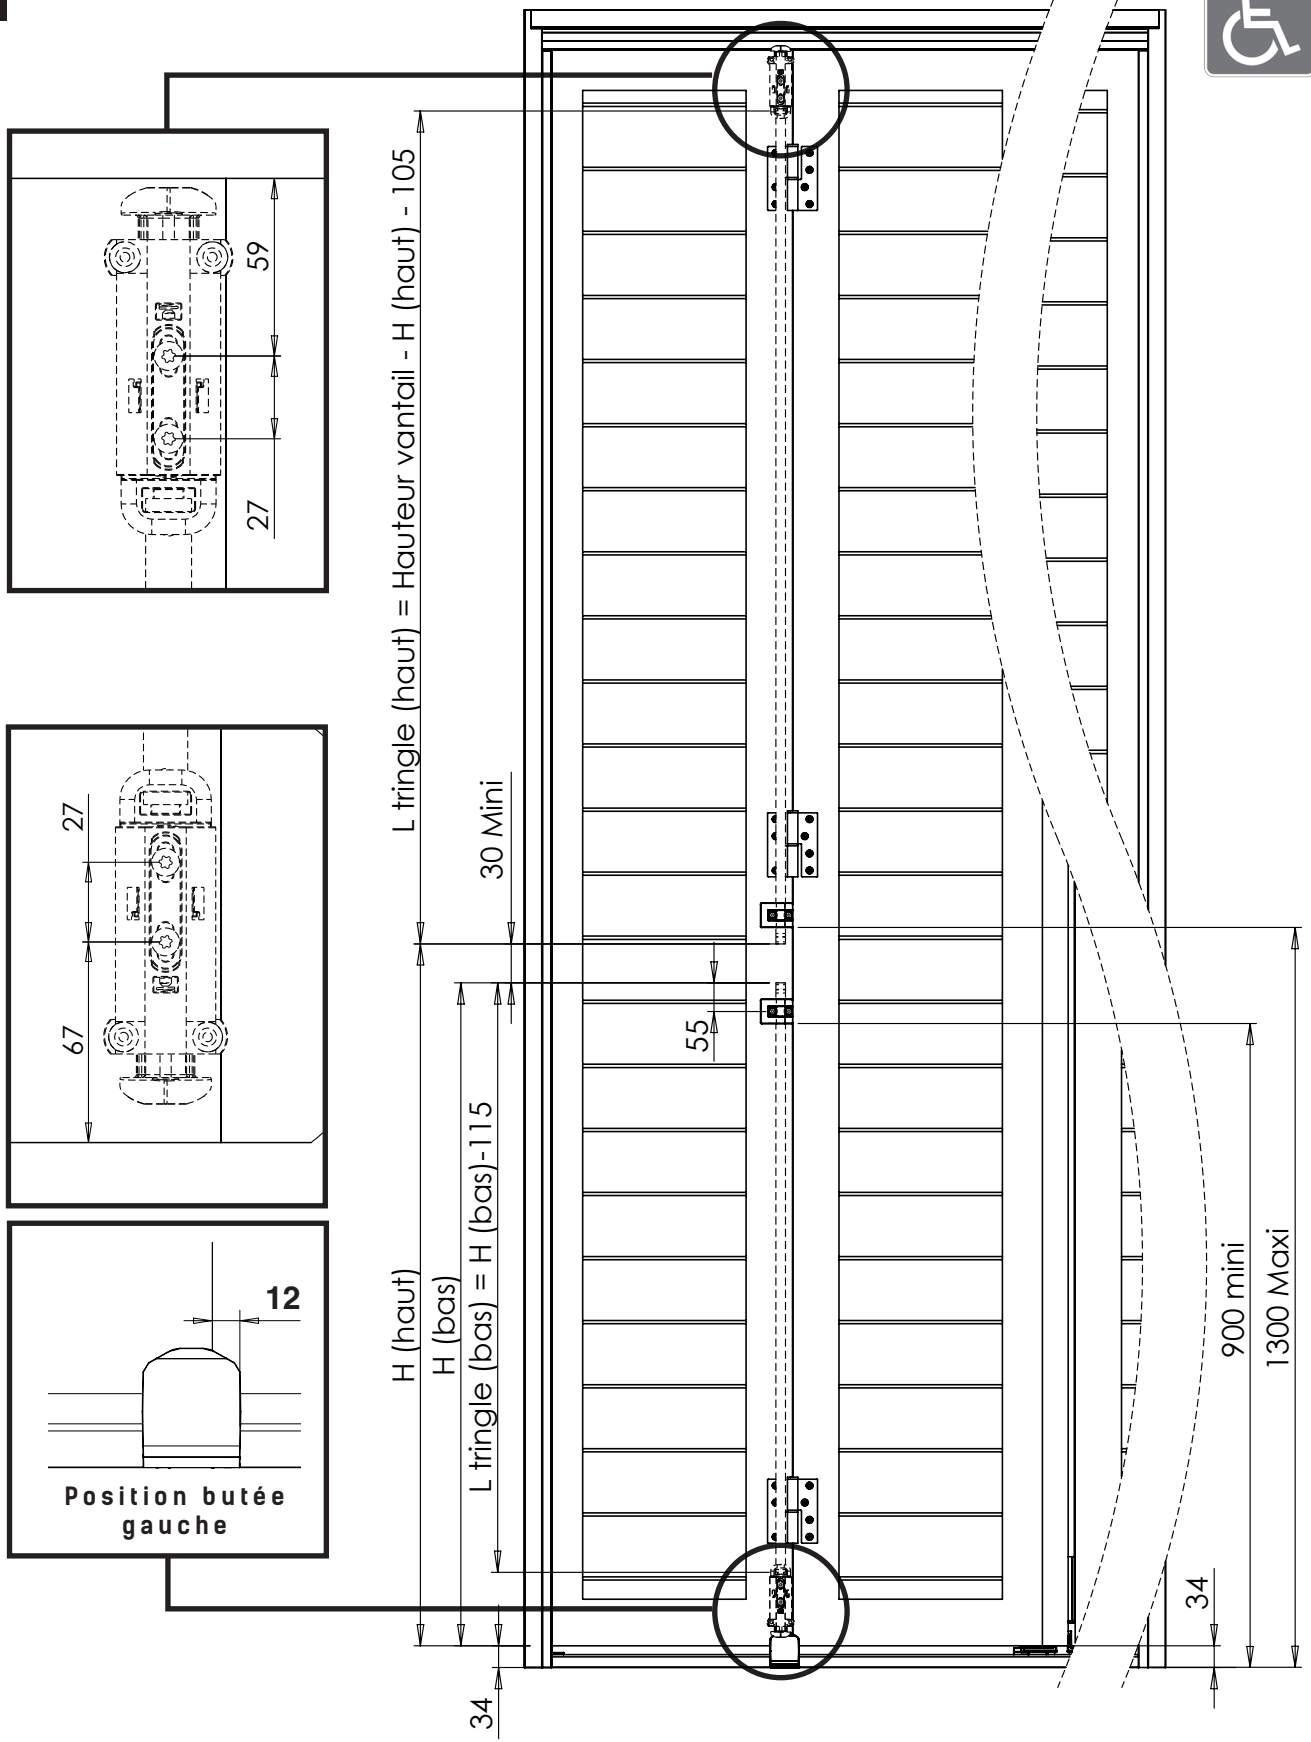 59
27
L tringle (haut) = Hauteur vantail - H (haut) - 105
30 Mini
27
67
55
L tringle (bas) = H (bas)-115
H (haut)
H (bas)
12
Position butée
gauche
900 mini
1300 Maxi
34
34